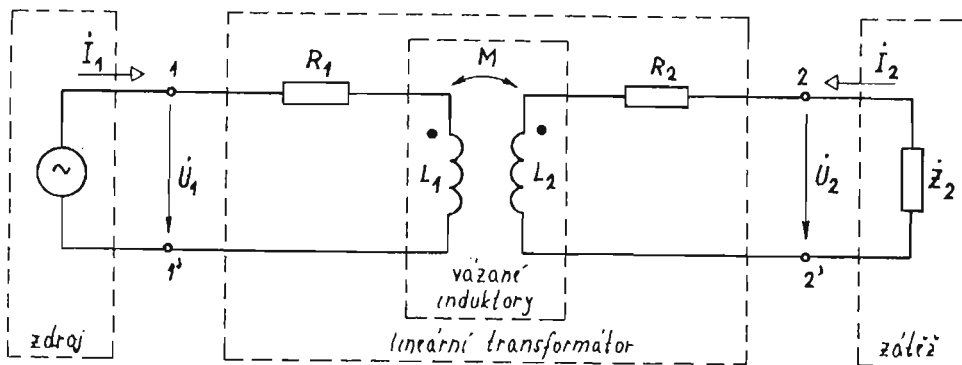 İ₁
1
R₁
M
R₂
2
İ₂
U̇₁
L₁
L₂
U̇₂
Ż₂
1'
2'
vázané
induktory
zdroj
lineární transformátor
zátěž